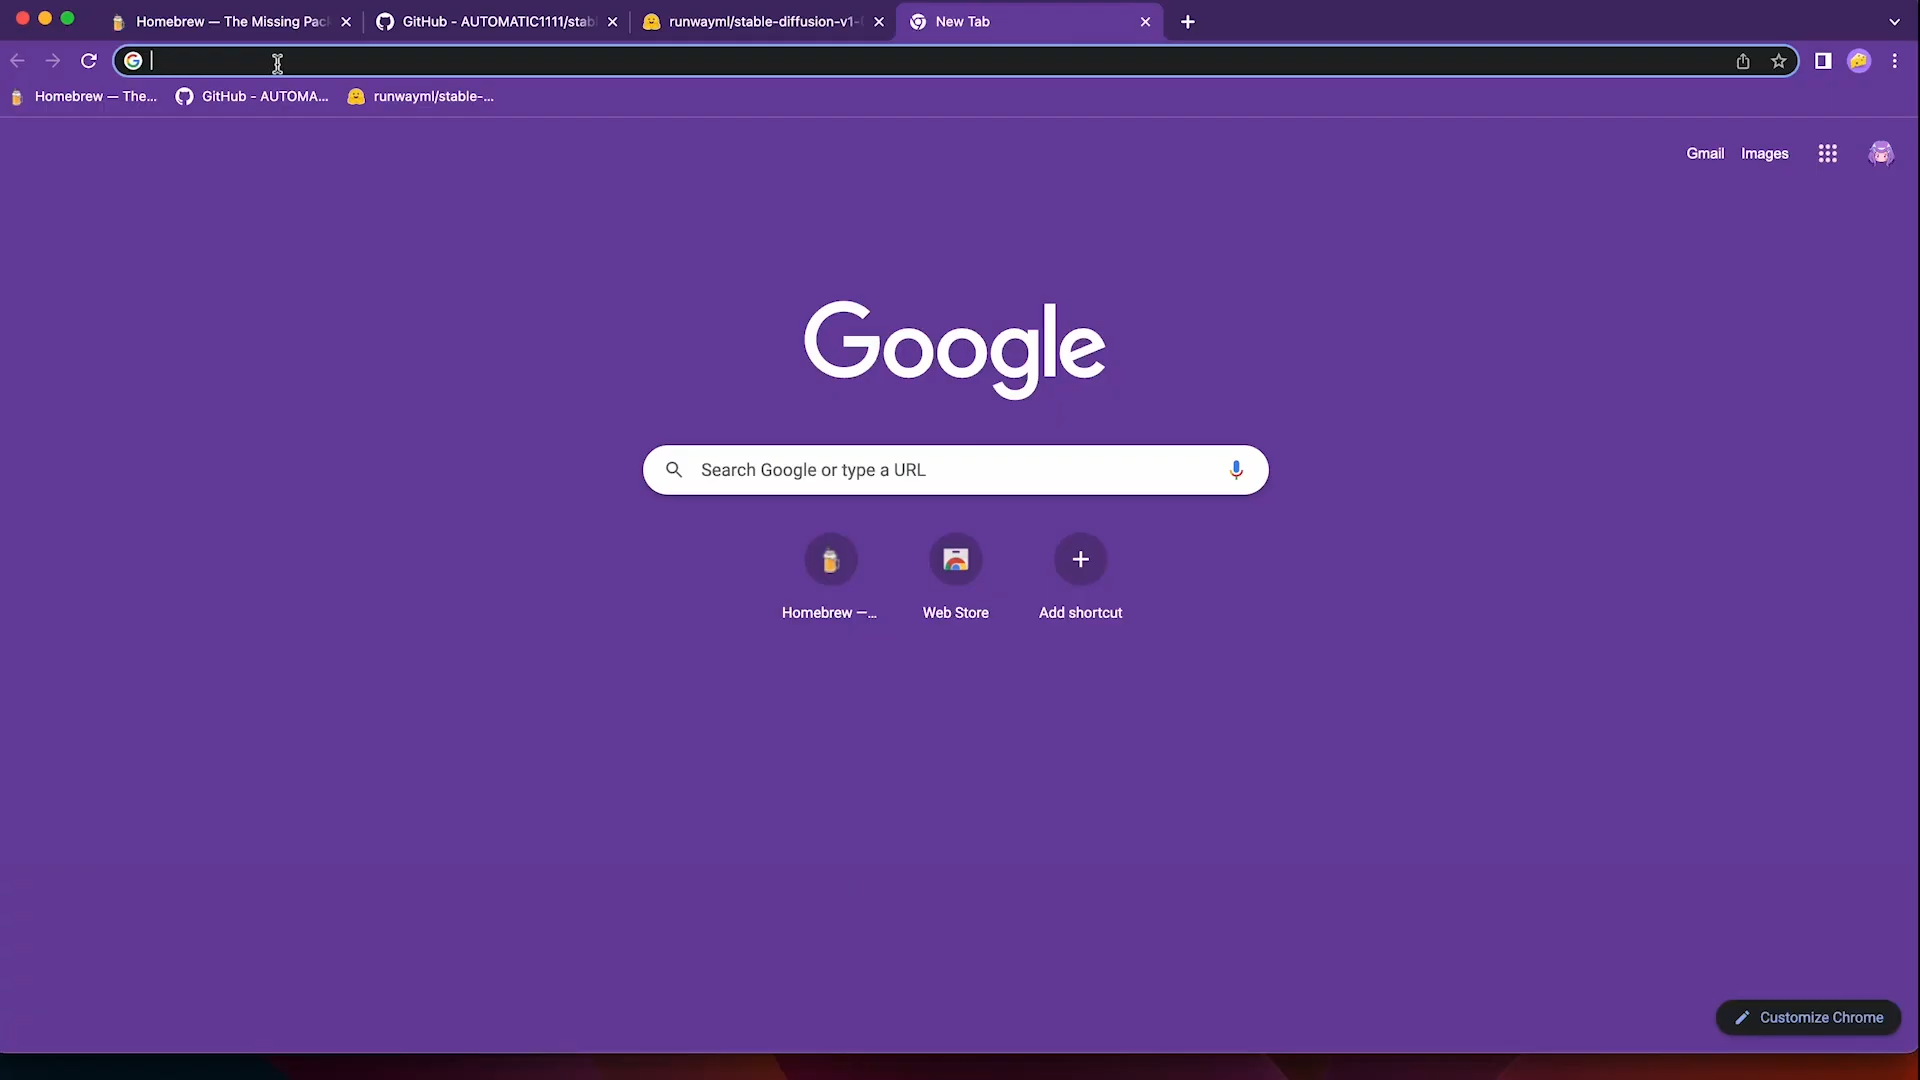 Homebrew — The Missing Pac
GitHub - AUTOMATIC1111/stab
runwayml/stable-diffusion-v1-
New Tab
Homebrew — The...
GitHub - AUTOMA...
runwayml/stable-...
Gmail
Images
Google
Search Google or type a URL
Homebrew —...
Web Store
Add shortcut
Customize Chrome